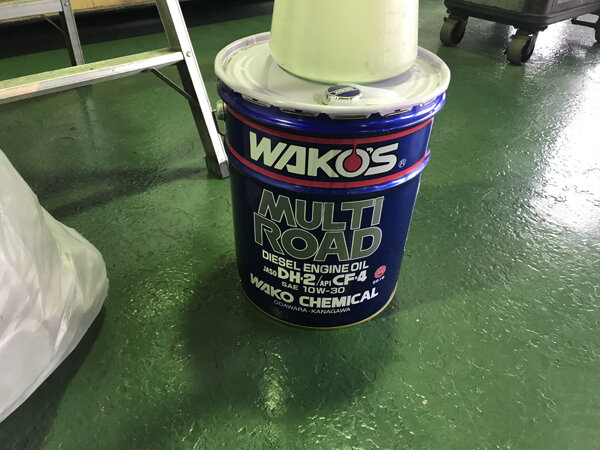 WAKO'S ®
MULTI
ROAD
DIESEL ENGINE OIL
JASO DH-2/API CF-4
SAE 10W-30
WAKO CHEMICAL
ODAWARA·KANAGAWA